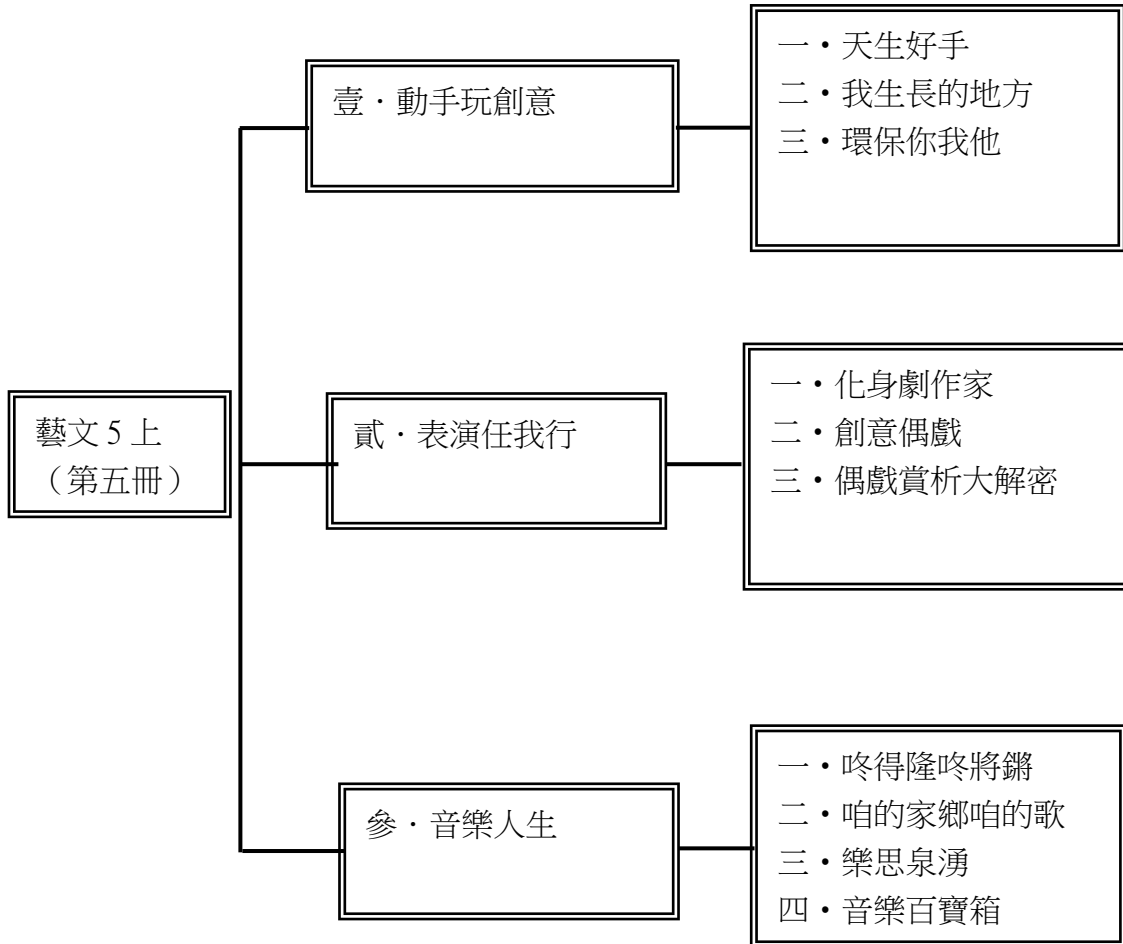 藝文5上
（第五冊）
壹．動手玩創意
一．天生好手
二．我生長的地方
三．環保你我他
貳．表演任我行
一．化身劇作家
二．創意偶戲
三．偶戲賞析大解密
參．音樂人生
一．咚得隆咚將鏘
二．咱的家鄉咱的歌
三．樂思泉湧
四．音樂百寶箱